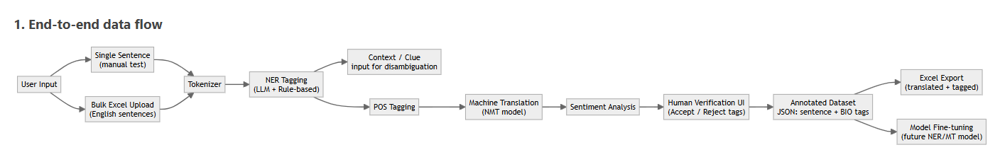 1. End-to-end data flow
User Input
Single Sentence
(manual test)
Bulk Excel Upload
(English sentences)
Tokenizer
NER Tagging
(LLM + Rule-based)
Context / Clue
input for disambiguation
POS Tagging
Machine Translation
(NMT model)
Sentiment Analysis
Human Verification UI
(Accept / Reject tags)
Annotated Dataset
JSON: sentence + BIO tags
Excel Export
(translated + tagged)
Model Fine-tuning
(future NER/MT model)